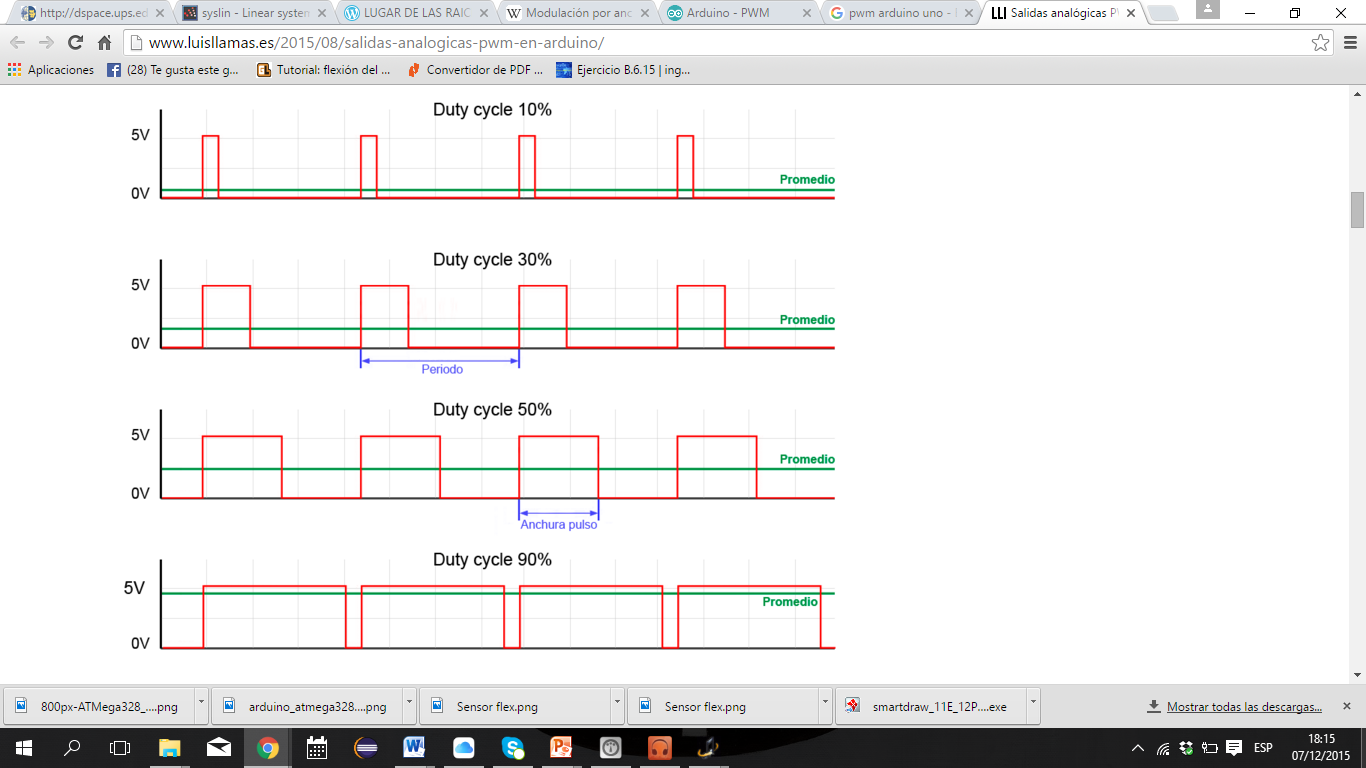 http://dspace.ups.ed
syslin - Linear system
LUGAR DE LAS RAIC
Modulación por anc
Arduino - PWM
pwm arduino uno -
Salidas analógicas P
www.luisllamas.es/2015/08/salidas-analogicas-pwm-en-arduino/
Aplicaciones
(28) Te gusta este g...
Tutorial: flexión del ...
Convertidor de PDF ...
Ejercicio B.6.15 | ing...
Duty cycle 10%
5V
Promedio
0V
Duty cycle 30%
5V
Promedio
0V
Periodo
Duty cycle 50%
5V
Promedio
0V
Anchura pulso
Duty cycle 90%
5V
Promedio
0V
800px-ATMega328_....png
arduino_atmega328....png
Sensor flex.png
Sensor flex.png
smartdraw_11E_12P....exe
Mostrar todas las descargas...
ESP
18:15
07/12/2015